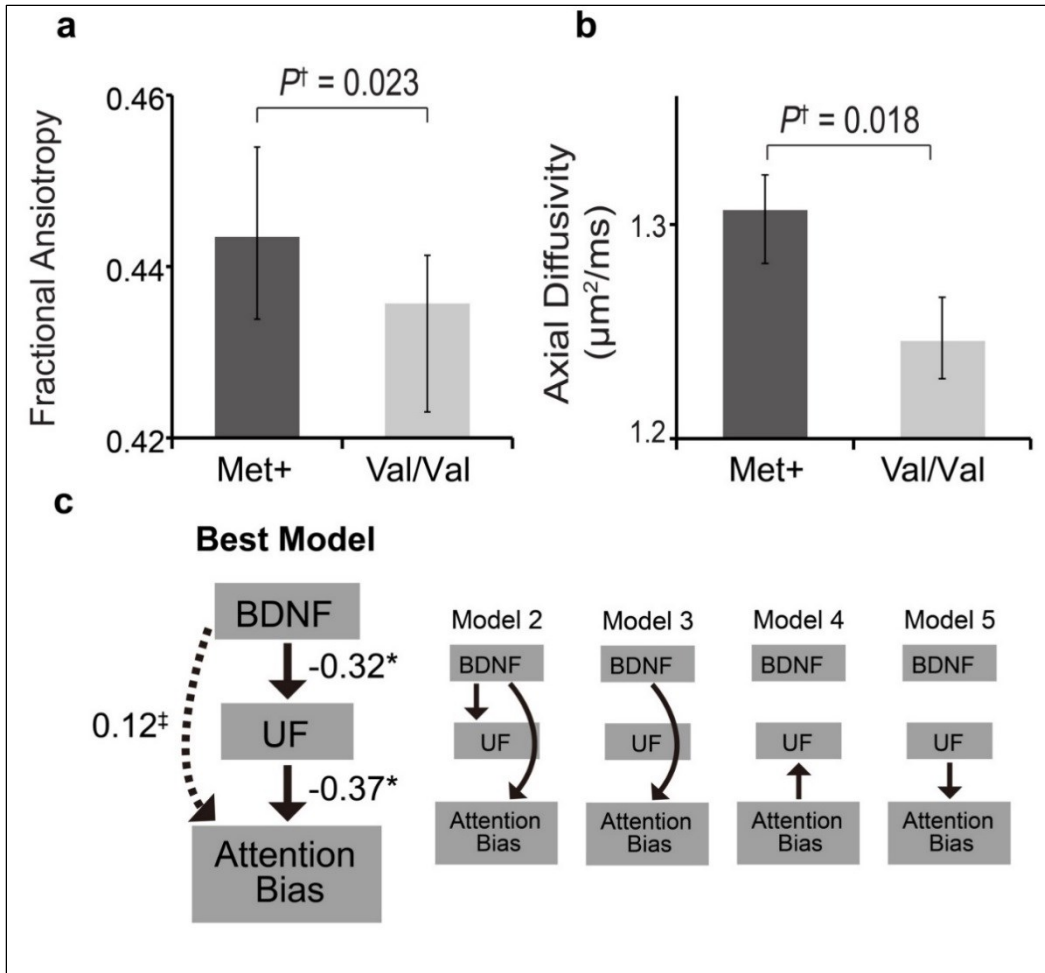 a
P† = 0.023
0.46
0.44
0.42
Fractional Ansiotropy
Met+ Val/Val
b
P† = 0.018
1.3
1.2
Axial Diffusivity
(µm²/ms)
Met+ Val/Val
c
Best Model
BDNF
-0.32*
0.12‡
UF
-0.37*
Attention
Bias
Model 2
BDNF
UF
Attention
Bias
Model 3
BDNF
UF
Attention
Bias
Model 4
BDNF
UF
Attention
Bias
Model 5
BDNF
UF
Attention
Bias